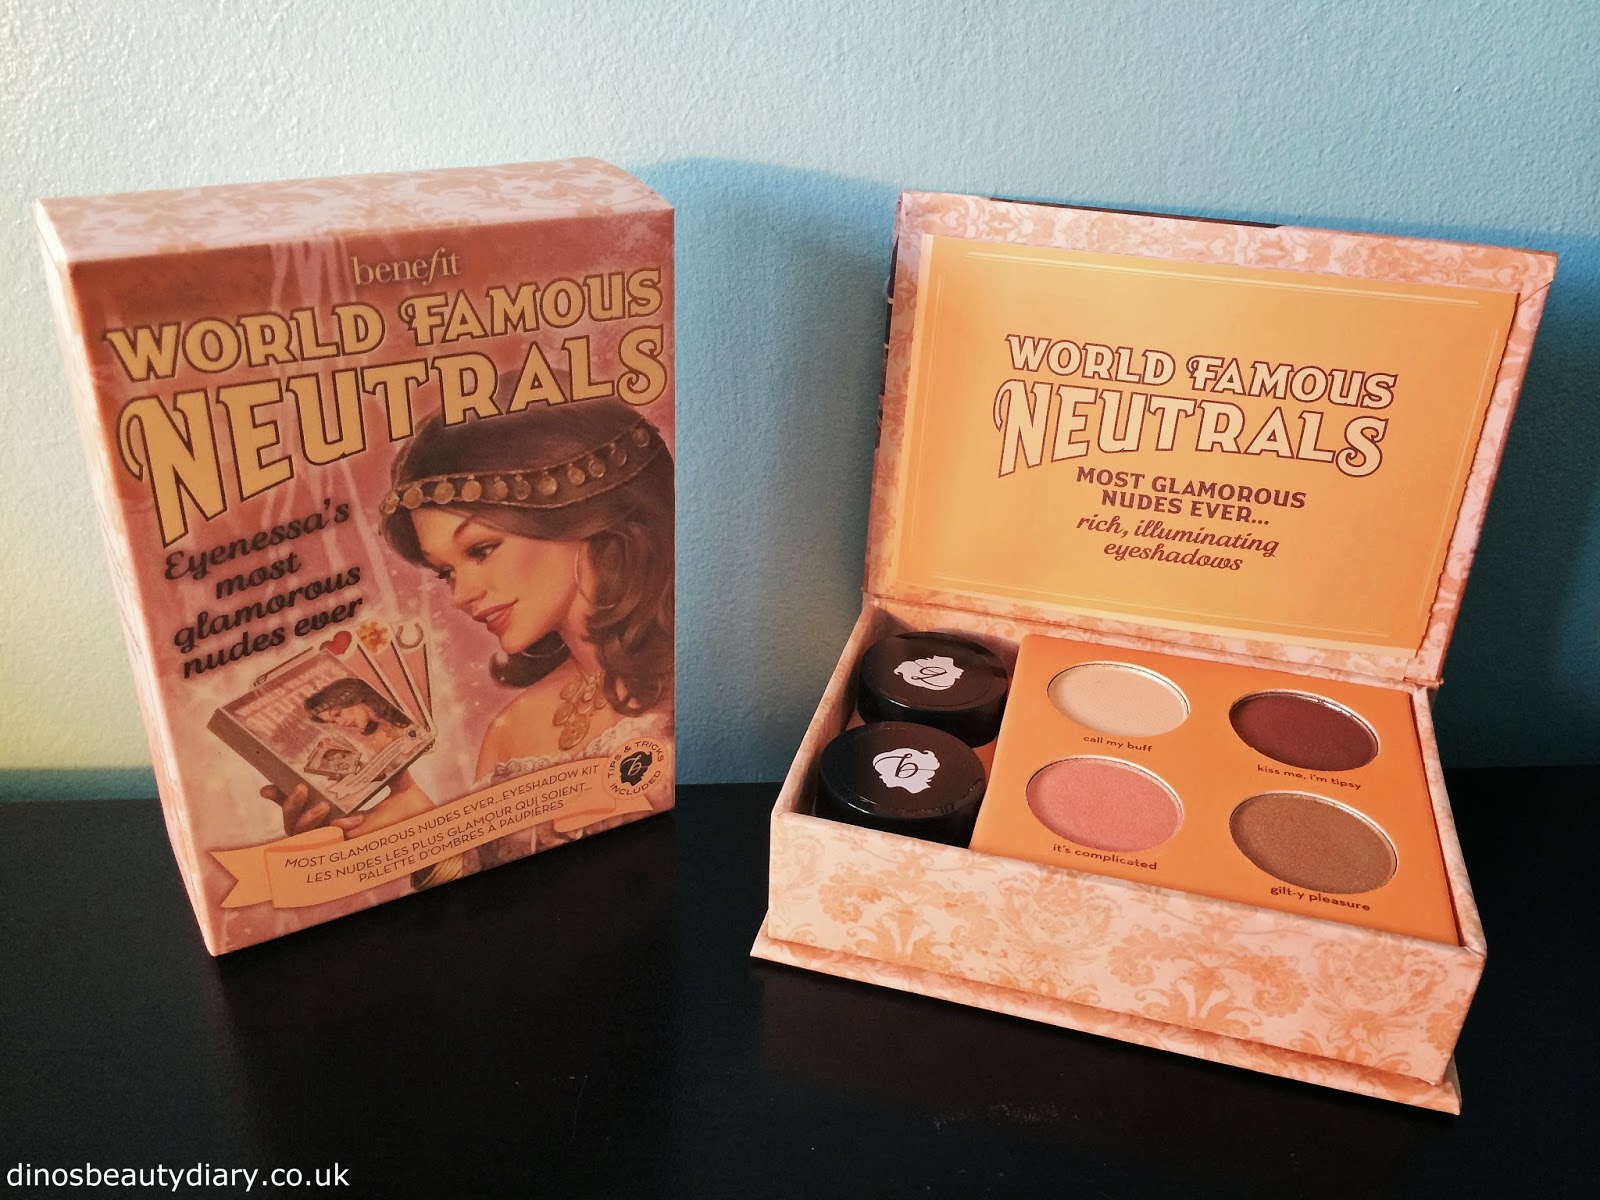 benefit
WORLD FAMOUS
NEUTRALS
Eyenessa's
most
glamorous
nudes ever
TIPS & TRICKS
INCLUDED
b
MOST GLAMOROUS NUDES EVER...EYESHADOW KIT
LES NUDES LES PLUS GLAMOUR QUI SOIENT...
PALETTE D'OMBRES À PAUPIÈRES
WORLD FAMOUS
NEUTRALS
MOST GLAMOROUS
NUDES EVER...
rich, illuminating
eyeshadows
b
b
call my buff
kiss me, i'm tipsy
it's complicated
gilt-y pleasure
dinosbeautydiary.co.uk